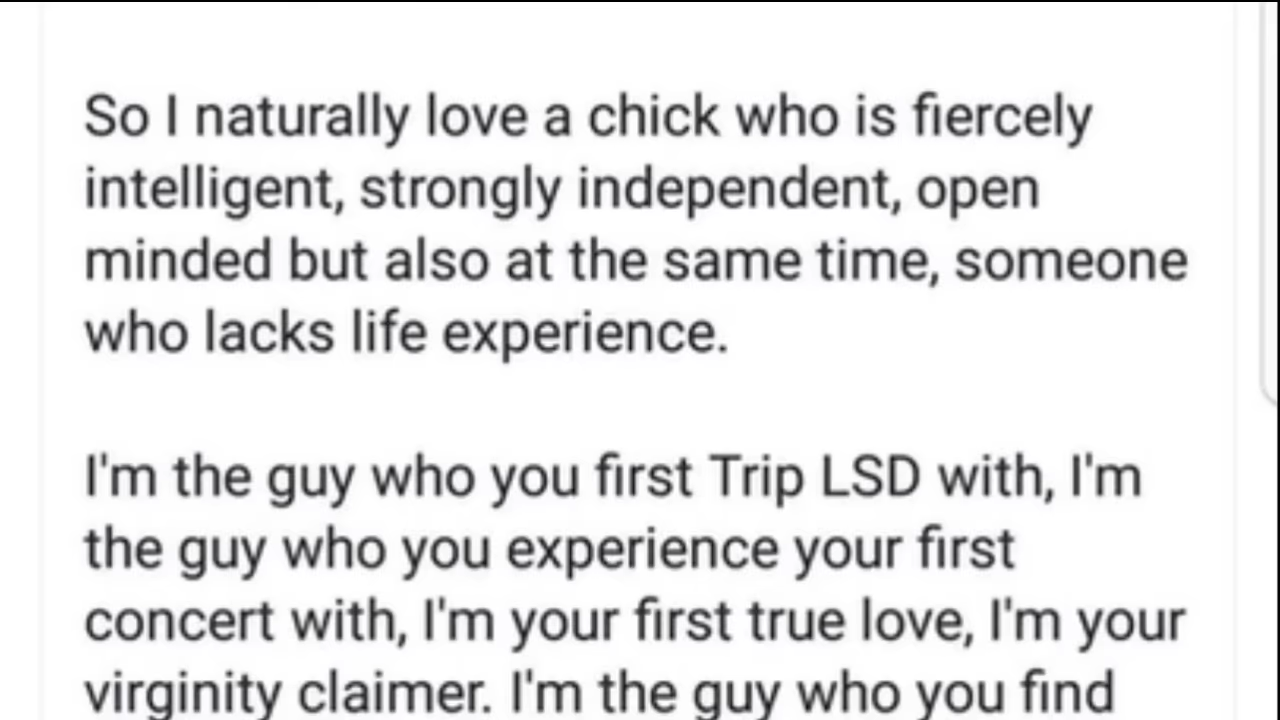 So I naturally love a chick who is fiercely
intelligent, strongly independent, open
minded but also at the same time, someone
who lacks life experience.
I'm the guy who you first Trip LSD with, I'm
the guy who you experience your first
concert with, I'm your first true love, I'm your
virginity claimer. I'm the guy who you find